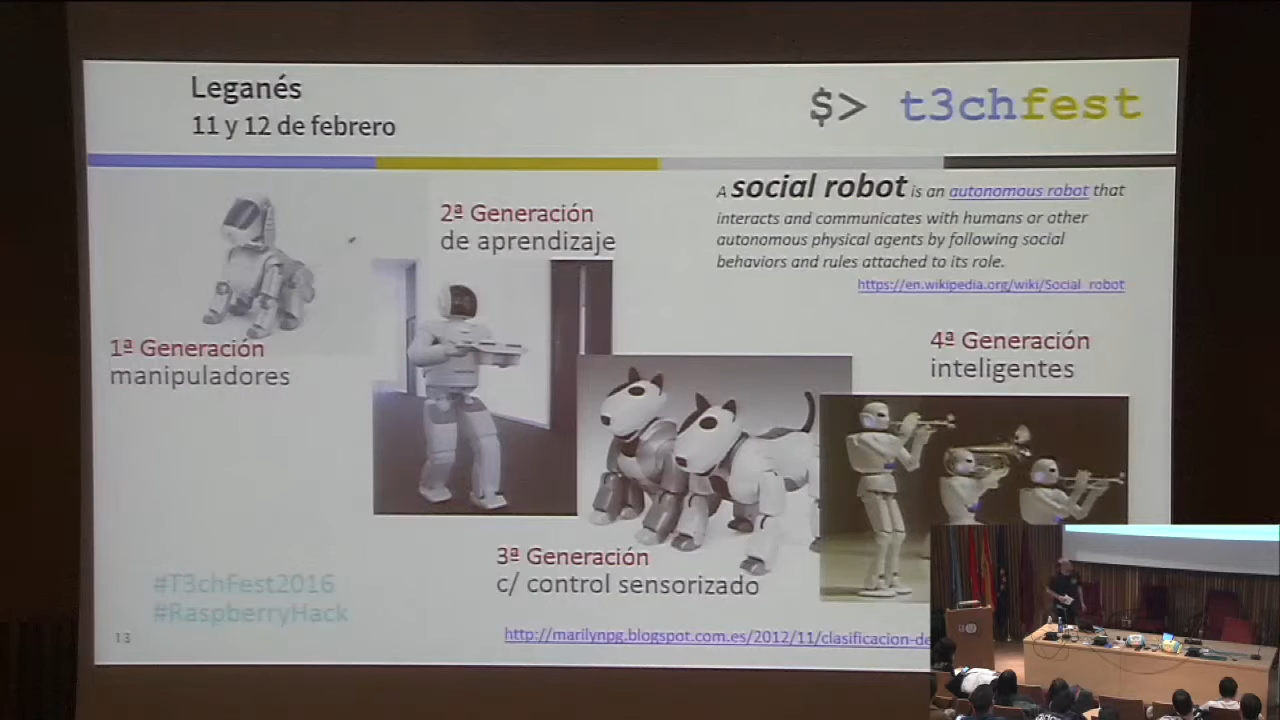 Leganés
11 y 12 de febrero
$> t3chfest
A social robot is an autonomous robot that
interacts and communicates with humans or other
autonomous physical agents by following social
behaviors and rules attached to its role.
https://en.wikipedia.org/wiki/Social_robot
1ª Generación
manipuladores
2ª Generación
de aprendizaje
3ª Generación
c/ control sensorizado
4ª Generación
inteligentes
#T3chFest2016
#RaspberryHack
http://marilynpg.blogspot.com.es/2012/11/clasificacion-de
13